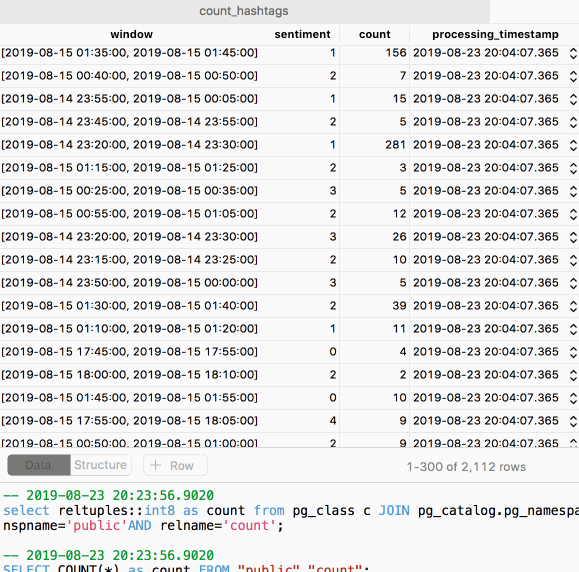 count_hashtags
window sentiment count processing_timestamp
[2019-08-15 01:35:00, 2019-08-15 01:45:00] 1 156 2019-08-23 20:04:07.365
[2019-08-15 00:40:00, 2019-08-15 00:50:00] 2 7 2019-08-23 20:04:07.365
[2019-08-14 23:55:00, 2019-08-15 00:05:00] 1 15 2019-08-23 20:04:07.365
[2019-08-14 23:45:00, 2019-08-14 23:55:00] 2 5 2019-08-23 20:04:07.365
[2019-08-14 23:20:00, 2019-08-14 23:30:00] 1 281 2019-08-23 20:04:07.365
[2019-08-15 01:15:00, 2019-08-15 01:25:00] 2 3 2019-08-23 20:04:07.365
[2019-08-15 00:25:00, 2019-08-15 00:35:00] 3 5 2019-08-23 20:04:07.365
[2019-08-15 00:55:00, 2019-08-15 01:05:00] 2 12 2019-08-23 20:04:07.365
[2019-08-14 23:20:00, 2019-08-14 23:30:00] 3 26 2019-08-23 20:04:07.365
[2019-08-14 23:15:00, 2019-08-14 23:25:00] 2 10 2019-08-23 20:04:07.365
[2019-08-14 23:50:00, 2019-08-15 00:00:00] 3 5 2019-08-23 20:04:07.365
[2019-08-15 01:30:00, 2019-08-15 01:40:00] 2 39 2019-08-23 20:04:07.365
[2019-08-15 01:10:00, 2019-08-15 01:20:00] 1 11 2019-08-23 20:04:07.365
[2019-08-15 17:45:00, 2019-08-15 17:55:00] 0 4 2019-08-23 20:04:07.365
[2019-08-15 18:00:00, 2019-08-15 18:10:00] 2 2 2019-08-23 20:04:07.365
[2019-08-15 01:45:00, 2019-08-15 01:55:00] 0 10 2019-08-23 20:04:07.365
[2019-08-15 17:55:00, 2019-08-15 18:05:00] 4 9 2019-08-23 20:04:07.365
[2019-08-15 00:50:00, 2019-08-15 01:00:00] 2 9 2019-08-23 20:04:07.365
Data Structure + Row 1-300 of 2,112 rows
-- 2019-08-23 20:23:56.9020
select reltuples::int8 as count from pg_class c JOIN pg_catalog.pg_namespa
nspname='public'AND relname='count';
-- 2019-08-23 20:23:56.9020
SELECT COUNT(*) as count FROM "public"."count";